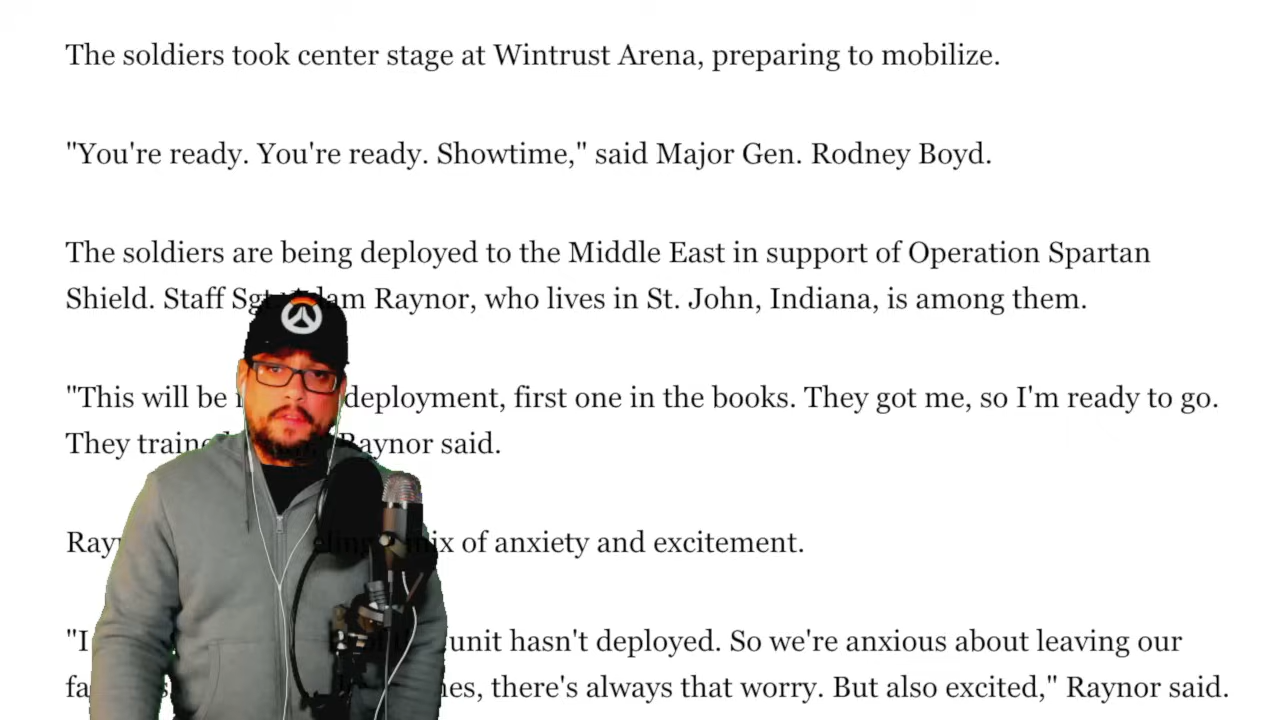 The soldiers took center stage at Wintrust Arena, preparing to mobilize.
"You're ready. You're ready. Showtime," said Major Gen. Rodney Boyd.
The soldiers are being deployed to the Middle East in support of Operation Spartan
Shield. Staff Sgt. Raynor, who lives in St. John, Indiana, is among them.
"This will be deployment, first one in the books. They got me, so I'm ready to go.
They Raynor said.
mix of anxiety and excitement.
"I unit hasn't deployed. So we're anxious about leaving our
there's always that worry. But also excited," Raynor said.